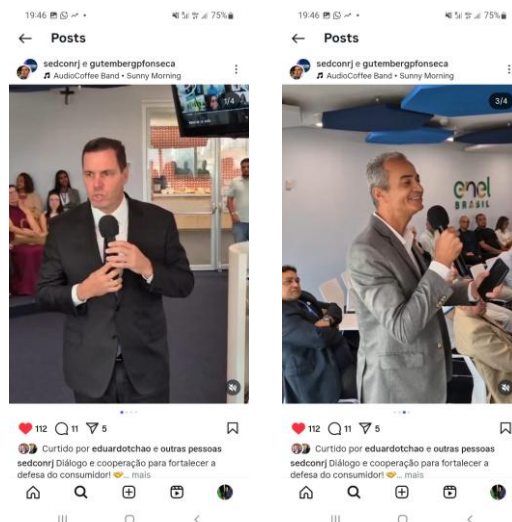 19:46
75%
Posts
sedconrj e gutembergpfonseca
AudioCoffee Band • Sunny Morning
1/4
112 11 5
Curtido por eduardotchao e outras pessoas
sedconrj Diálogo e cooperação para fortalecer a
defesa do consumidor! 🤝... mais
19:46
75%
Posts
sedconrj e gutembergpfonseca
AudioCoffee Band • Sunny Morning
3/4
enel
BRASIL
112 11 5
Curtido por eduardotchao e outras pessoas
sedconrj Diálogo e cooperação para fortalecer a
defesa do consumidor! 🤝... mais